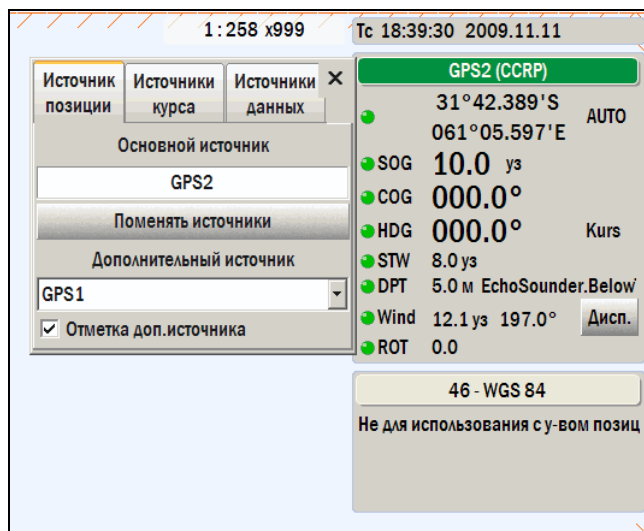 1:258 x999
Tc 18:39:30 2009.11.11
Источник позиции
Источники курса
Источники данных
×
Основной источник
GPS2
Поменять источники
Дополнительный источник
GPS1
Отметка доп.источника
GPS2 (CCRP)
31°42.389'S
061°05.597'E
AUTO
SOG 10.0 уз
COG 000.0°
HDG 000.0° Kurs
STW 8.0 уз
DPT 5.0 м EchoSounder.Below
Wind 12.1 уз 197.0° Дисп.
ROT 0.0
46 - WGS 84
Не для использования с у-вом позиц